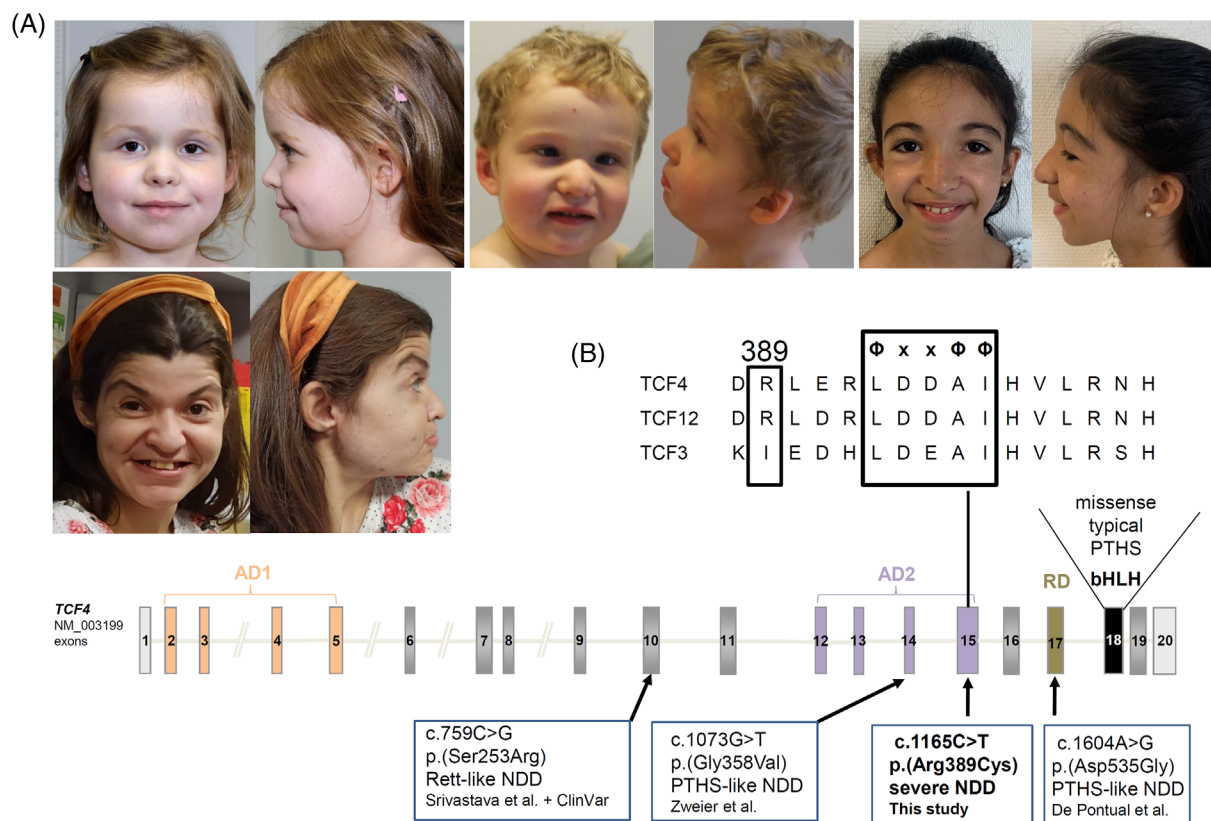 (A)
(B)
389
Φ x x Φ Φ
TCF4 D R L E R L D D A I H V L R N H
TCF12 D R L D R L D D A I H V L R N H
TCF3 K I E D H L D E A I H V L R S H
missense
typical
PTHS
bHLH
AD1
AD2
RD
TCF4
NM_003199
exons
1 2 3 4 5 6 7 8 9 10 11 12 13 14 15 16 17 18 19 20
c.759C>G
p.(Ser253Arg)
Rett-like NDD
Srivastava et al. + ClinVar
c.1073G>T
p.(Gly358Val)
PTHS-like NDD
Zweier et al.
c.1165C>T
p.(Arg389Cys)
severe NDD
This study
c.1604A>G
p.(Asp535Gly)
PTHS-like NDD
De Pontual et al.